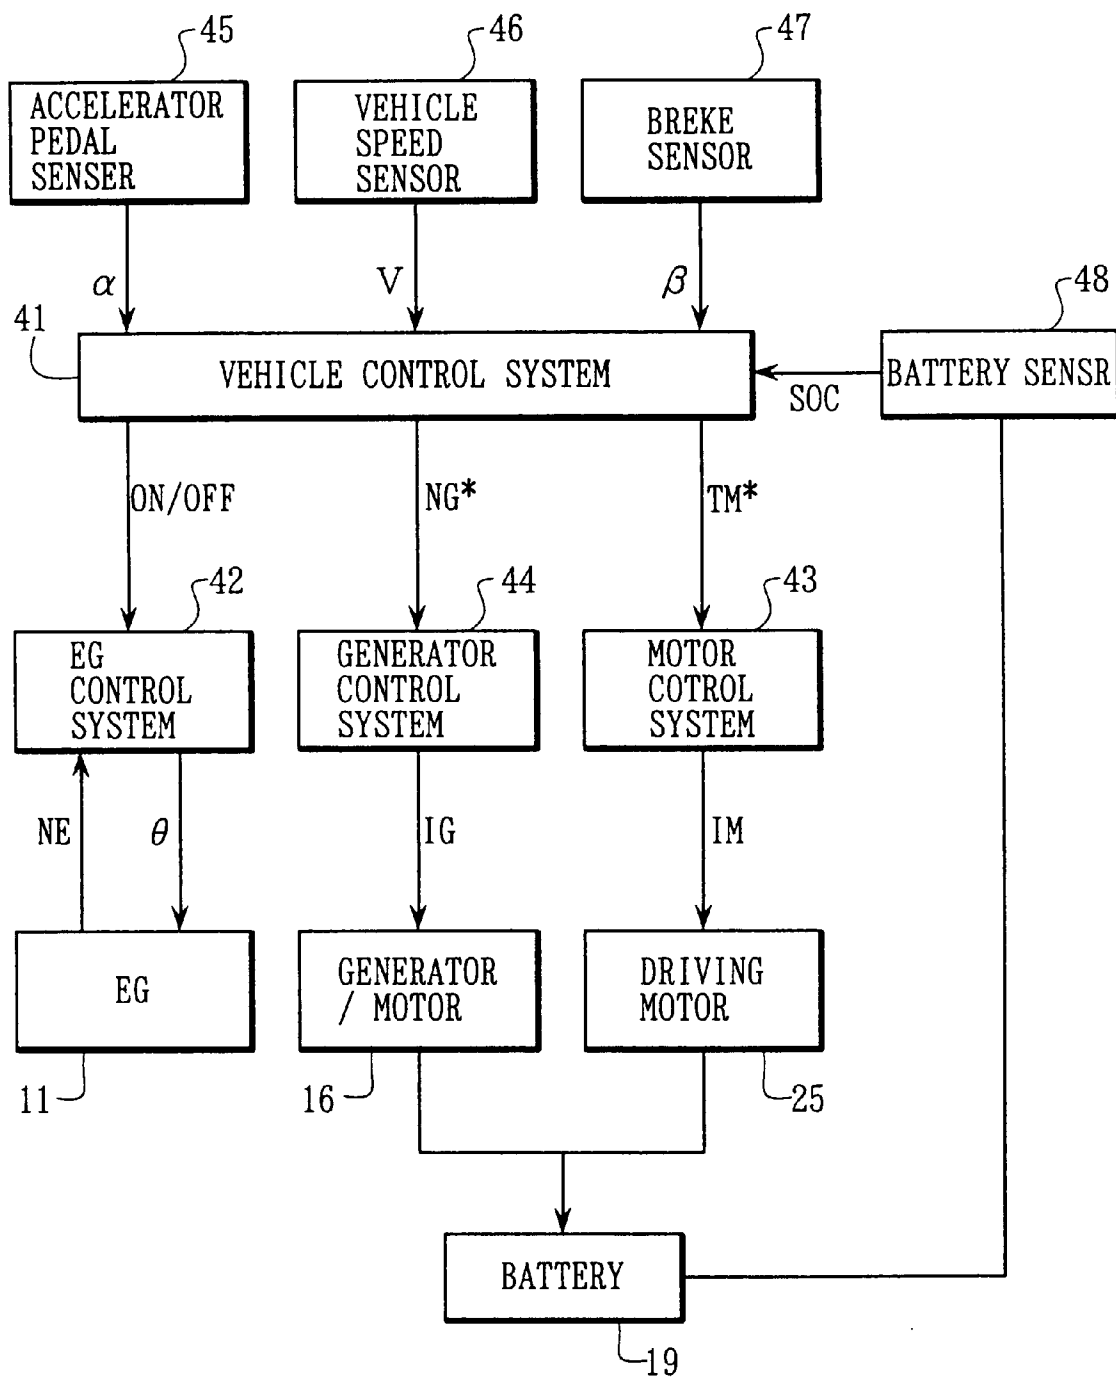 45
46
47
ACCELERATOR
PEDAL
SENSER
VEHICLE
SPEED
SENSOR
BREKE
SENSOR
α
V
β
48
41
VEHICLE CONTROL SYSTEM
SOC
BATTERY SENSR
ON/OFF
NG*
TM*
42
44
43
EG
CONTROL
SYSTEM
GENERATOR
CONTROL
SYSTEM
MOTOR
COTROL
SYSTEM
NE
θ
IG
IM
EG
GENERATOR
/ MOTOR
DRIVING
MOTOR
11
16
25
BATTERY
19